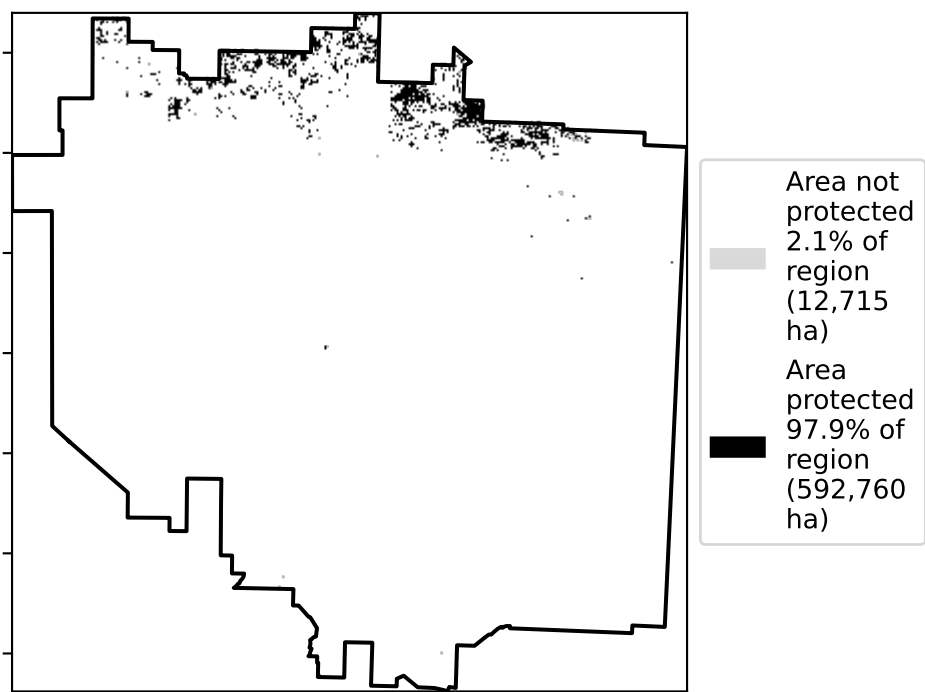 Area not
protected
2.1% of
region
(12,715
ha)
Area
protected
97.9% of
region
(592,760
ha)